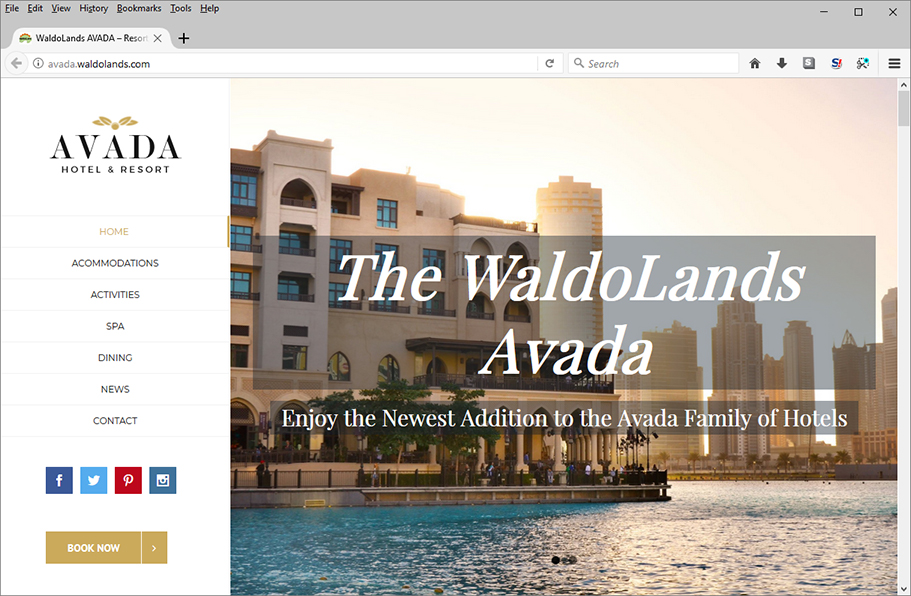 File Edit View History Bookmarks Tools Help
WaldoLands AVADA – Resor
avada.waldolands.com
Search
S
S!
AVADA
HOTEL & RESORT
HOME
ACOMMODATIONS
ACTIVITIES
SPA
DINING
NEWS
CONTACT
BOOK NOW
The WaldoLands
Avada
Enjoy the Newest Addition to the Avada Family of Hotels